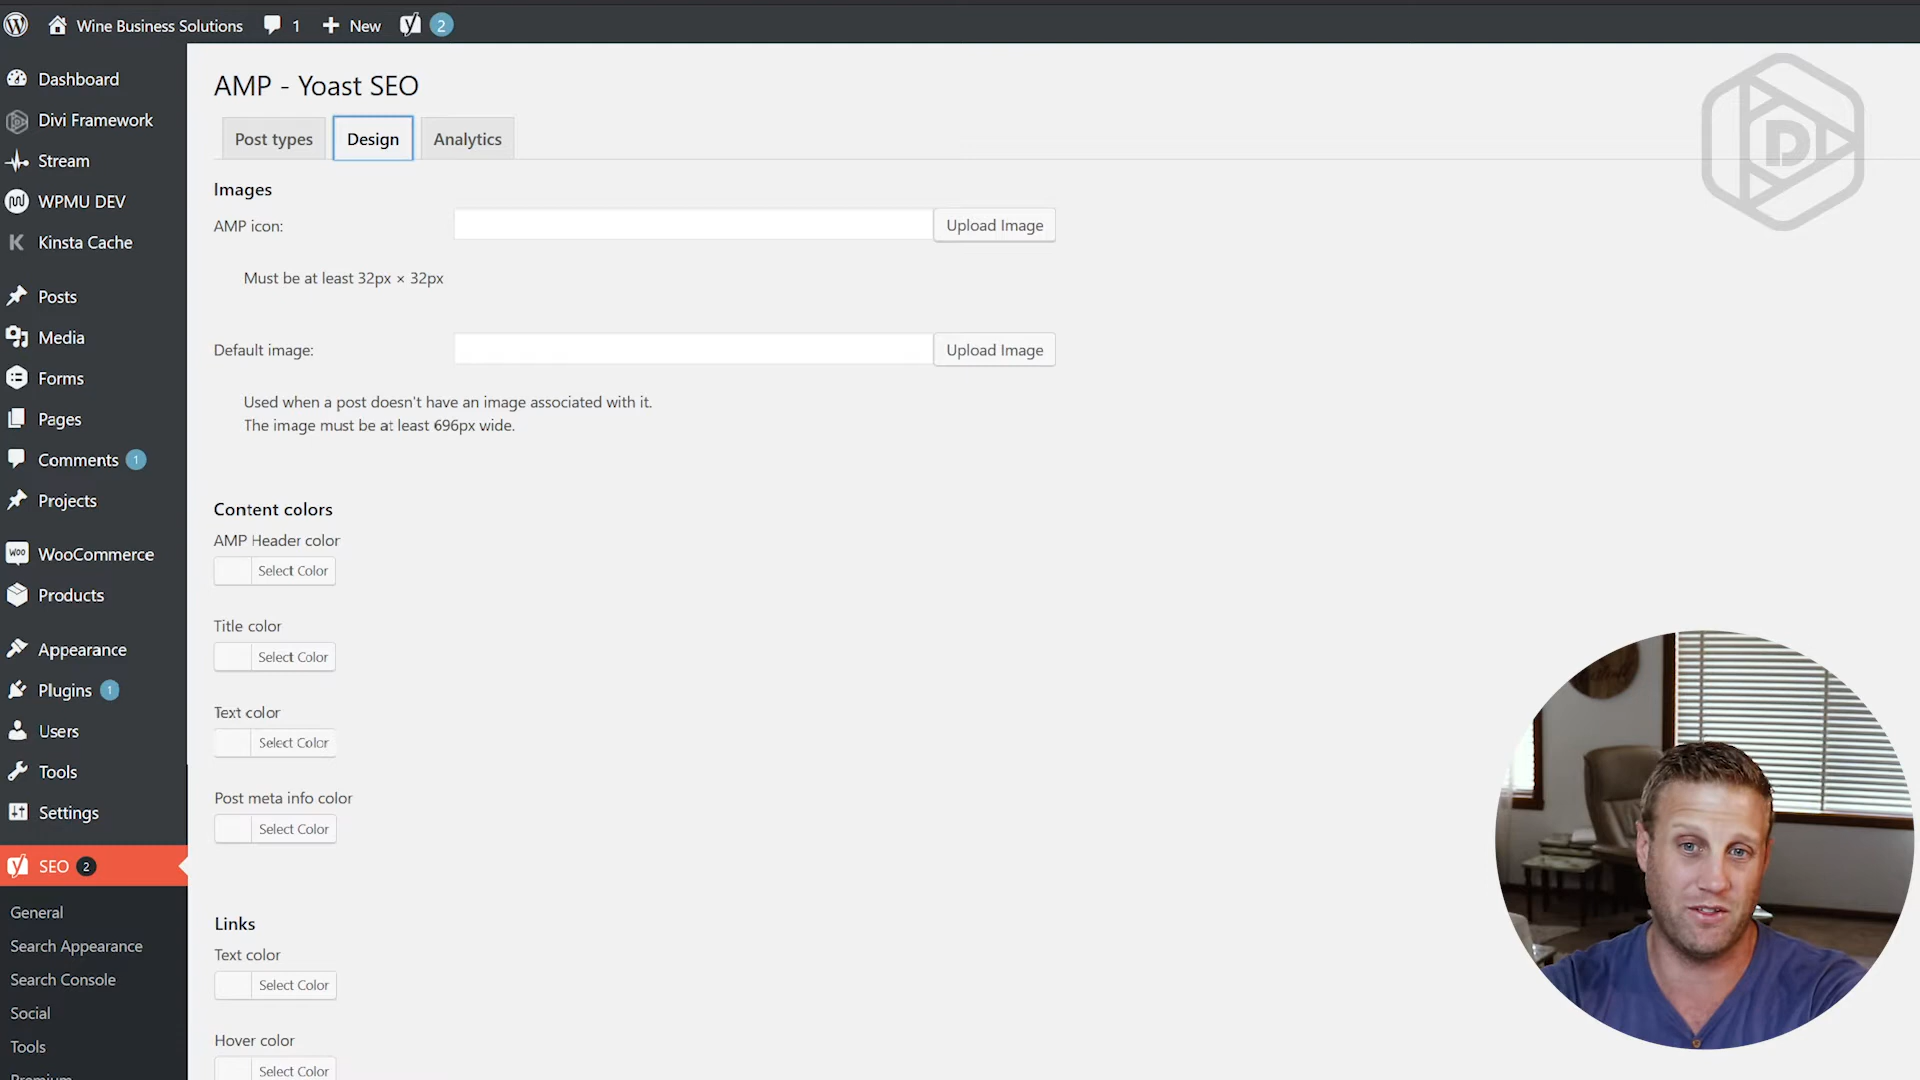 Wine Business Solutions 1 New 2
Dashboard
Divi Framework
Stream
WPMU DEV
Kinsta Cache
Posts
Media
Forms
Pages
Comments 1
Projects
WooCommerce
Products
Appearance
Plugins 1
Users
Tools
Settings
SEO 2
General
Search Appearance
Search Console
Social
Tools
Premium
AMP - Yoast SEO
Post types Design Analytics
Images
AMP icon: Upload Image
Must be at least 32px × 32px
Default image: Upload Image
Used when a post doesn't have an image associated with it.
The image must be at least 696px wide.
Content colors
AMP Header color
Select Color
Title color
Select Color
Text color
Select Color
Post meta info color
Select Color
Links
Text color
Select Color
Hover color
Select Color
D